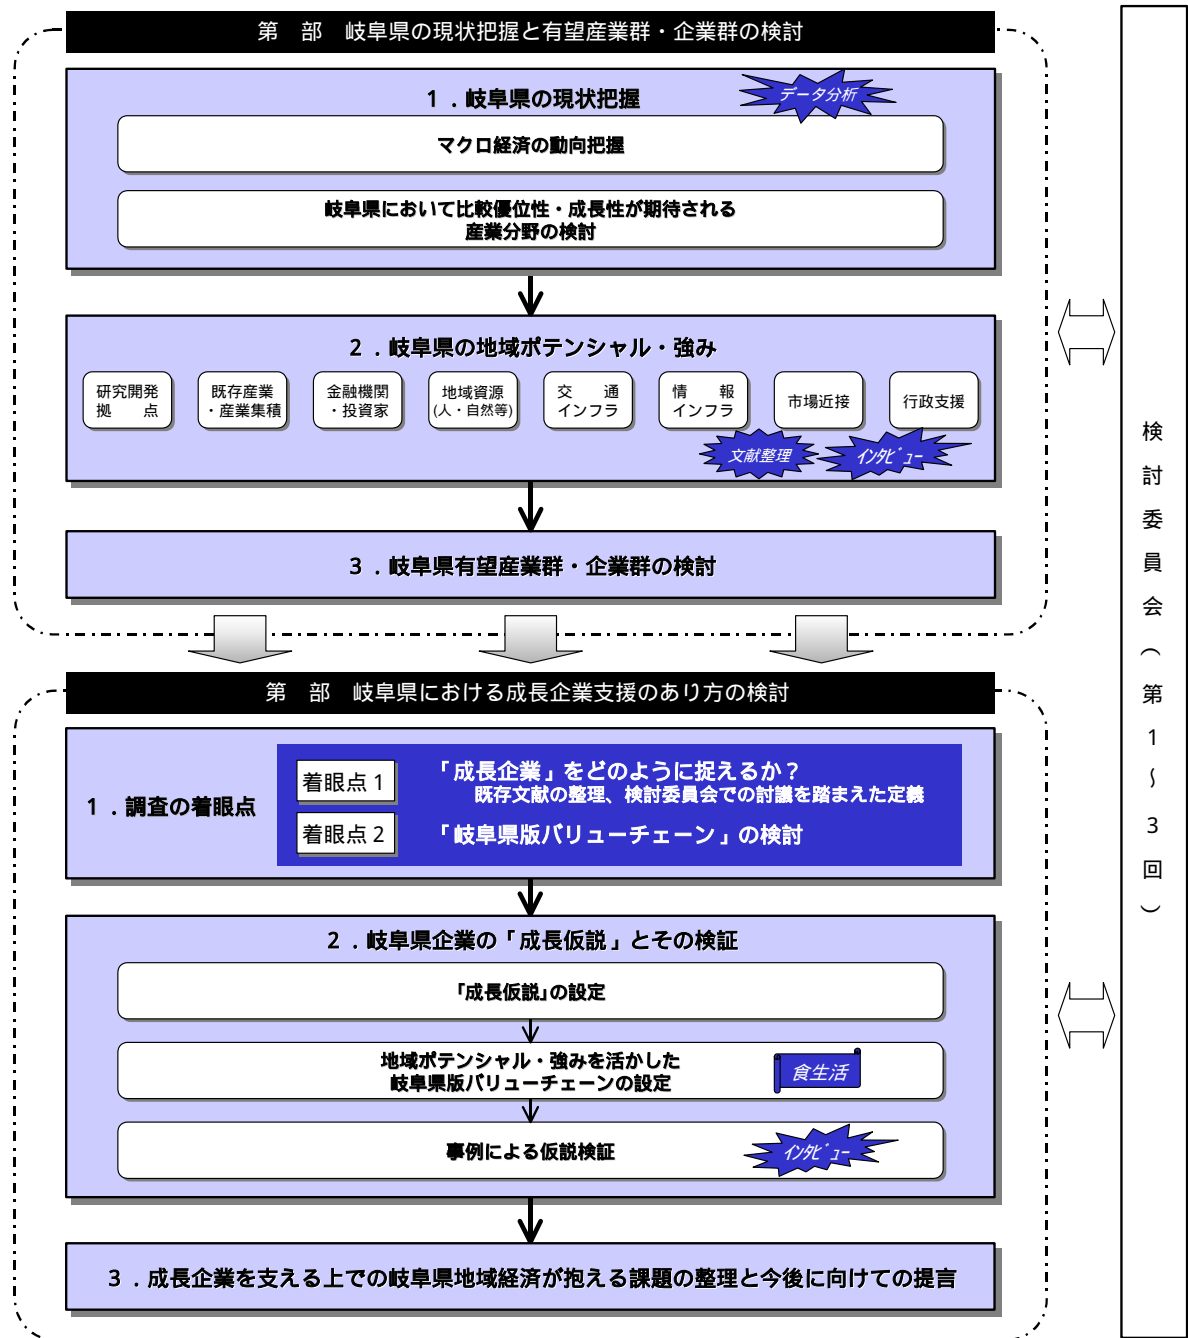 第　部　岐阜県の現状把握と有望産業群・企業群の検討
１．岐阜県の現状把握
データ分析
マクロ経済の動向把握
岐阜県において比較優位性・成長性が期待される
産業分野の検討
２．岐阜県の地域ポテンシャル・強み
研究開発
拠　　点
既存産業
・産業集積
金融機関
・投資家
地域資源
(人・自然等)
交　　通
インフラ
情　　報
インフラ
市場近接
行政支援
文献整理
ｲﾝﾀﾋﾞｭｰ
３．岐阜県有望産業群・企業群の検討
第　部　岐阜県における成長企業支援のあり方の検討
１．調査の着眼点
着眼点１
「成長企業」をどのように捉えるか？
既存文献の整理、検討委員会での討議を踏まえた定義
着眼点２
「岐阜県版バリューチェーン」の検討
２．岐阜県企業の「成長仮説」とその検証
｢成長仮説｣の設定
地域ポテンシャル・強みを活かした
岐阜県版バリューチェーンの設定
食生活
事例による仮説検証
ｲﾝﾀﾋﾞｭｰ
３．成長企業を支える上での岐阜県地域経済が抱える課題の整理と今後に向けての提言
検討委員会（第１～３回）